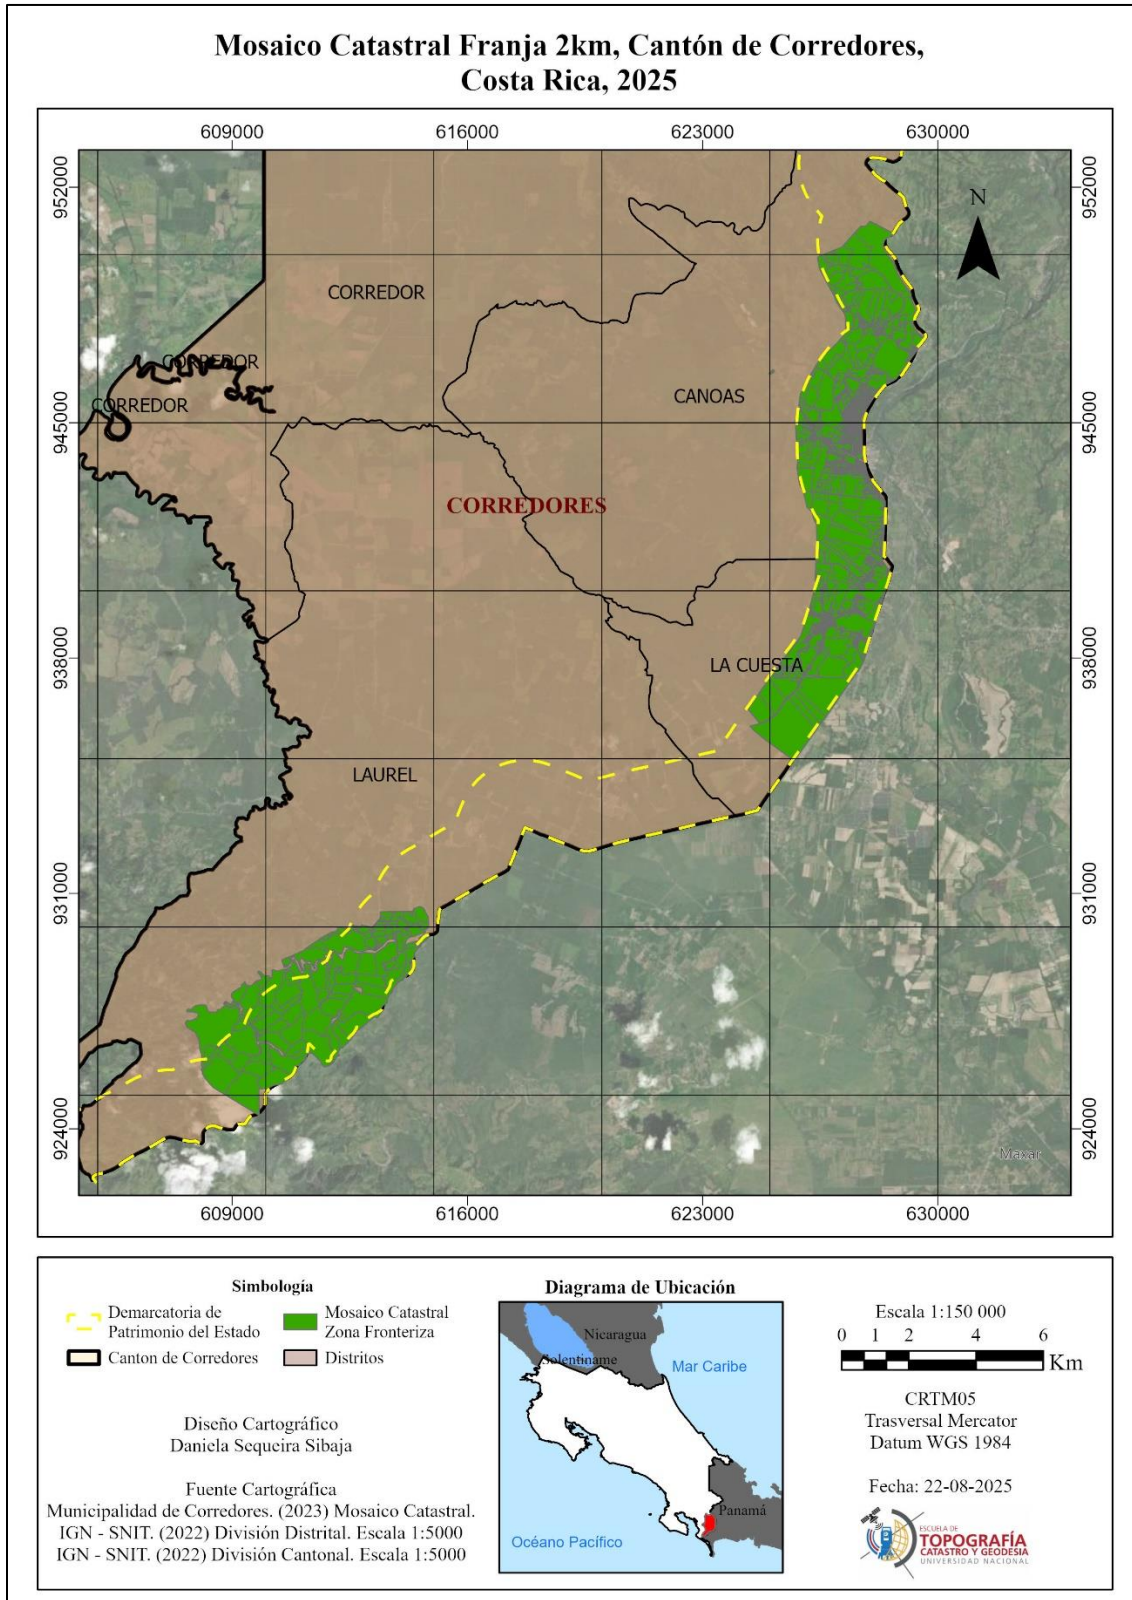 Mosaico Catastral Franja 2km, Cantón de Corredores,
Costa Rica, 2025
609000
616000
623000
630000
952000
952000
N
CORREDOR
CORREDOR
CORREDOR
CANOAS
945000
945000
CORREDORES
938000
938000
LA CUESTA
LAUREL
931000
931000
924000
924000
Maxar
609000
616000
623000
630000
Simbología
Demarcatoria de
Patrimonio del Estado
Mosaico Catastral
Zona Fronteriza
Canton de Corredores
Distritos
Diseño Cartográfico
Daniela Sequeira Sibaja
Fuente Cartográfica
Municipalidad de Corredores. (2023) Mosaico Catastral.
IGN - SNIT. (2022) División Distrital. Escala 1:5000
IGN - SNIT. (2022) División Cantonal. Escala 1:5000
Diagrama de Ubicación
Nicaragua
Solentiname
Mar Caribe
Panamá
Océano Pacífico
Escala 1:150 000
0 1 2 4 6
Km
CRTM05
Trasversal Mercator
Datum WGS 1984
Fecha: 22-08-2025
ESCUELA DE
TOPOGRAFÍA
CATASTRO Y GEODESIA
UNIVERSIDAD NACIONAL